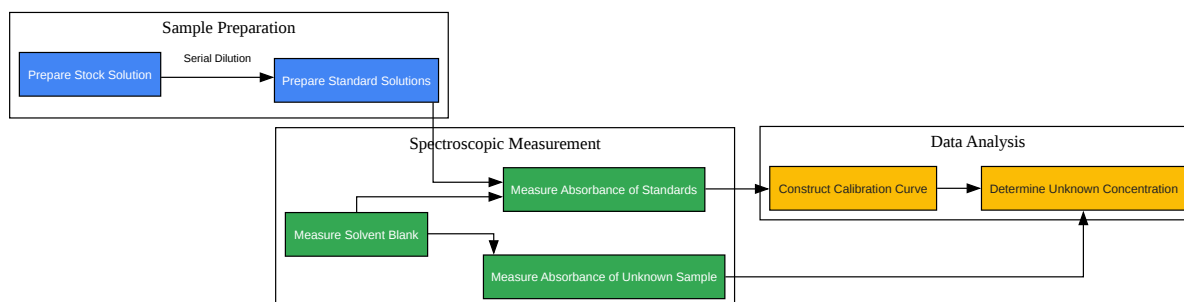 Sample Preparation
Prepare Stock Solution
Serial Dilution
Prepare Standard Solutions
Spectroscopic Measurement
Measure Absorbance of Standards
Measure Solvent Blank
Measure Absorbance of Unknown Sample
Data Analysis
Construct Calibration Curve
Determine Unknown Concentration